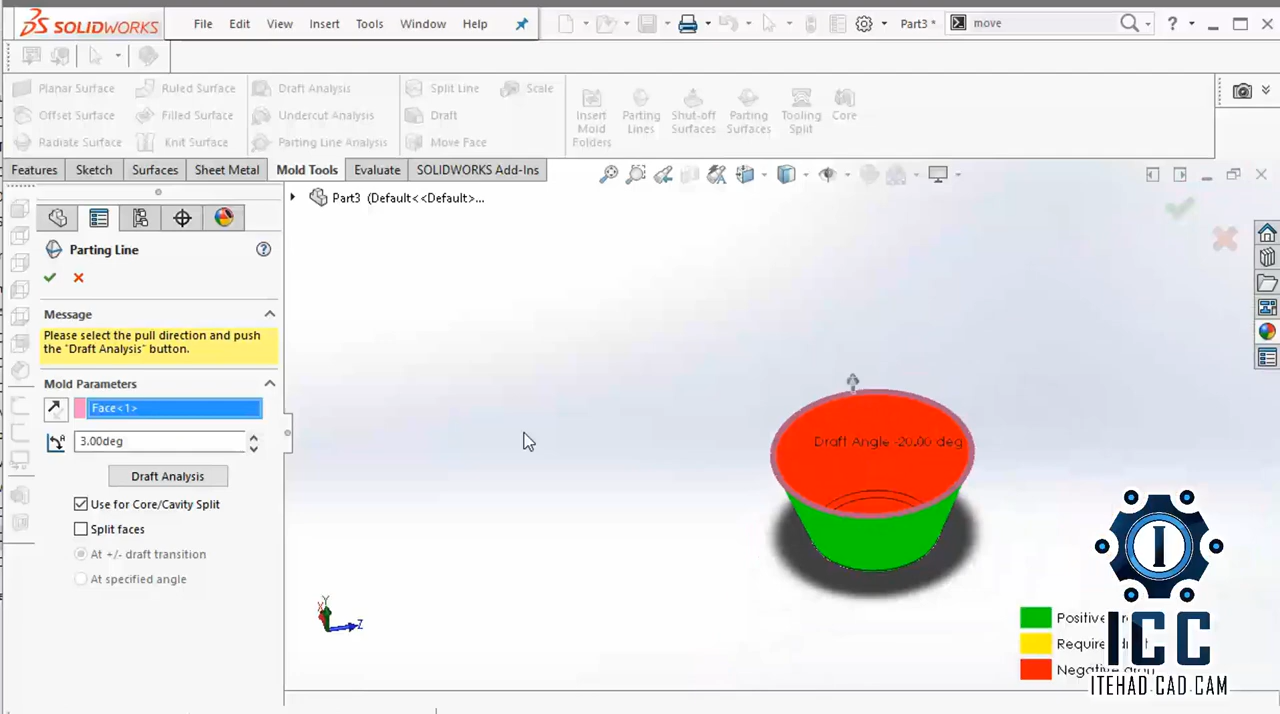 SOLIDWORKS File Edit View Insert Tools Window Help Part3 * move
Planar Surface Ruled Surface Draft Analysis Split Line Scale
Offset Surface Filled Surface Undercut Analysis Draft
Radiate Surface Knit Surface Parting Line Analysis Move Face
Insert Mold Folders
Parting Lines
Shut-off Surfaces
Parting Surfaces
Tooling Split
Core
Features Sketch Surfaces Sheet Metal Mold Tools Evaluate SOLIDWORKS Add-Ins
Part3 (Default<<Default>...
Parting Line
Message
Please select the pull direction and push
the "Draft Analysis" button.
Mold Parameters
Face<1>
3.00deg
Draft Analysis
Use for Core/Cavity Split
Split faces
At +/- draft transition
At specified angle
Draft Angle -20.00 deg
Y
X
Z
Positive
Require
Negative
I
ICC
ITEHAD CAD CAM